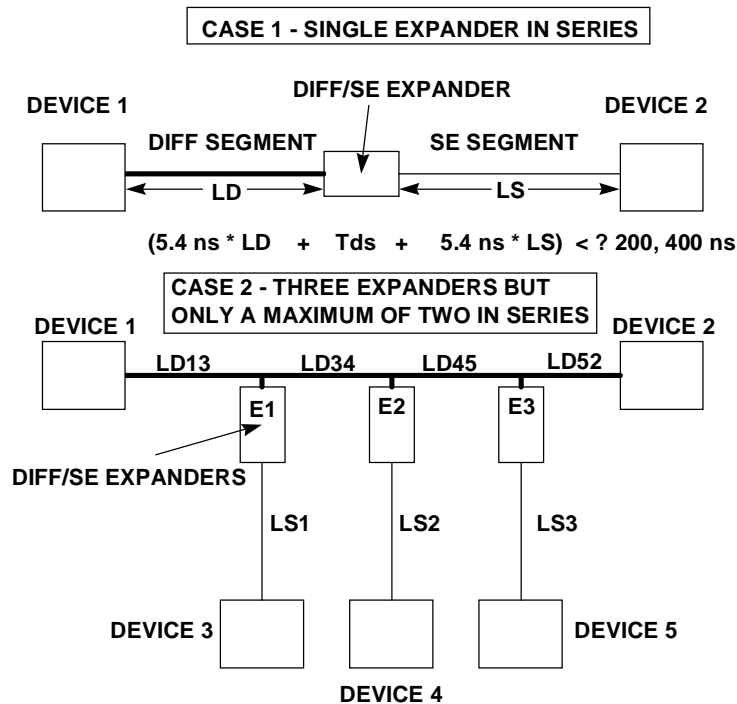 CASE 1 - SINGLE EXPANDER IN SERIES
DIFF/SE EXPANDER
DEVICE 1
DEVICE 2
DIFF SEGMENT
SE SEGMENT
LD
LS
(5.4 ns * LD + Tds + 5.4 ns * LS) < ? 200, 400 ns
CASE 2 - THREE EXPANDERS BUT
ONLY A MAXIMUM OF TWO IN SERIES
DEVICE 1
DEVICE 2
LD13
LD34
LD45
LD52
E1
E2
E3
DIFF/SE EXPANDERS
LS1
LS2
LS3
DEVICE 3
DEVICE 5
DEVICE 4